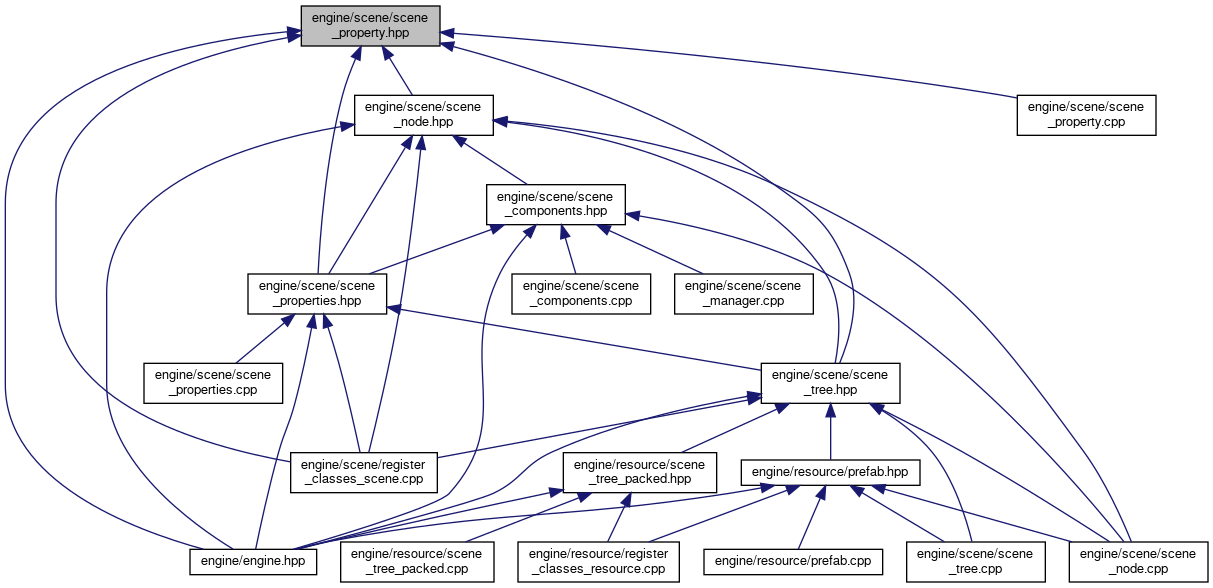 engine/scene/scene
_property.hpp
engine/scene/scene
_node.hpp
engine/scene/scene
_property.cpp
engine/scene/scene
_components.hpp
engine/scene/scene
_properties.hpp
engine/scene/scene
_components.cpp
engine/scene/scene
_manager.cpp
engine/scene/scene
_properties.cpp
engine/scene/scene
_tree.hpp
engine/scene/register
_classes_scene.cpp
engine/resource/scene
_tree_packed.hpp
engine/resource/prefab.hpp
engine/engine.hpp
engine/resource/scene
_tree_packed.cpp
engine/resource/register
_classes_resource.cpp
engine/resource/prefab.cpp
engine/scene/scene
_tree.cpp
engine/scene/scene
_node.cpp